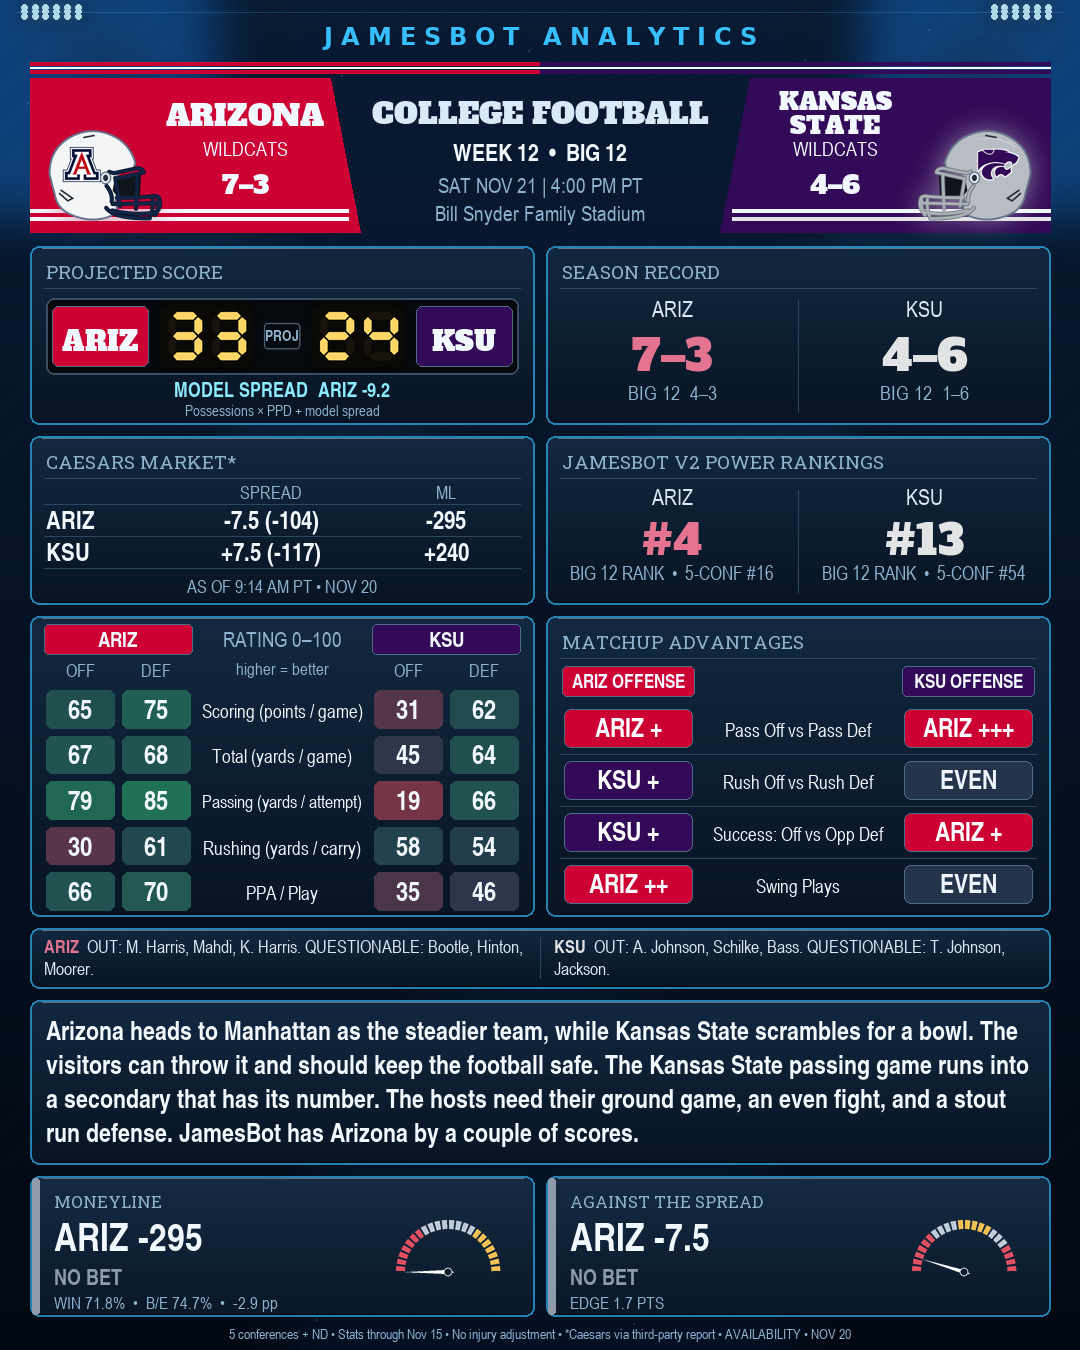 JAMESBOT ANALYTICS
ARIZONA
WILDCATS
7–3
COLLEGE FOOTBALL
WEEK 12 • BIG 12
SAT NOV 21 | 4:00 PM PT
Bill Snyder Family Stadium
KANSAS
STATE
WILDCATS
4–6
A
PROJECTED SCORE
ARIZ 33 PROJ 24 KSU
MODEL SPREAD ARIZ -9.2
Possessions × PPD + model spread
SEASON RECORD
ARIZ KSU
7–3 4–6
BIG 12 4–3 BIG 12 1–6
CAESARS MARKET*
SPREAD ML
ARIZ -7.5 (-104) -295
KSU +7.5 (-117) +240
AS OF 9:14 AM PT • NOV 20
JAMESBOT V2 POWER RANKINGS
ARIZ KSU
#4 #13
BIG 12 RANK • 5-CONF #16 BIG 12 RANK • 5-CONF #54
ARIZ RATING 0–100 KSU
OFF DEF higher = better OFF DEF
65 75 Scoring (points / game) 31 62
67 68 Total (yards / game) 45 64
79 85 Passing (yards / attempt) 19 66
30 61 Rushing (yards / carry) 58 54
66 70 PPA / Play 35 46
MATCHUP ADVANTAGES
ARIZ OFFENSE KSU OFFENSE
ARIZ + Pass Off vs Pass Def ARIZ +++
KSU + Rush Off vs Rush Def EVEN
KSU + Success: Off vs Opp Def ARIZ +
ARIZ ++ Swing Plays EVEN
ARIZ OUT: M. Harris, Mahdi, K. Harris. QUESTIONABLE: Bootle, Hinton,
Moorer.
KSU OUT: A. Johnson, Schilke, Bass. QUESTIONABLE: T. Johnson,
Jackson.
Arizona heads to Manhattan as the steadier team, while Kansas State scrambles for a bowl. The
visitors can throw it and should keep the football safe. The Kansas State passing game runs into
a secondary that has its number. The hosts need their ground game, an even fight, and a stout
run defense. JamesBot has Arizona by a couple of scores.
MONEYLINE
ARIZ -295
NO BET
WIN 71.8% • B/E 74.7% • -2.9 pp
AGAINST THE SPREAD
ARIZ -7.5
NO BET
EDGE 1.7 PTS
5 conferences + ND • Stats through Nov 15 • No injury adjustment • *Caesars via third-party report • AVAILABILITY • NOV 20